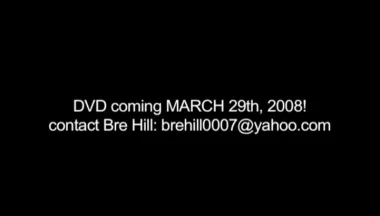 DVD coming MARCH 29th, 2008!
contact Bre Hill: brehill0007@yahoo.com